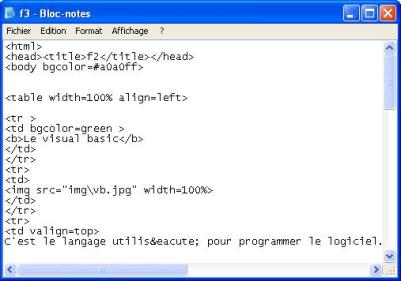 f3 - Bloc-notes
Fichier Edition Format Affichage ?
<html>
<head><title>f2</title></head>
<body bgcolor=#a0a0ff>
<table width=100% align=left>
<tr >
<td bgcolor=green >
<b>Le visual basic</b>
</td>
</tr>
<tr>
<td>
<img src="img\vb.jpg" width=100%>
</td>
</tr>
<tr>
<td valign=top>
C'est le langage utilis&eacute; pour programmer le logiciel.